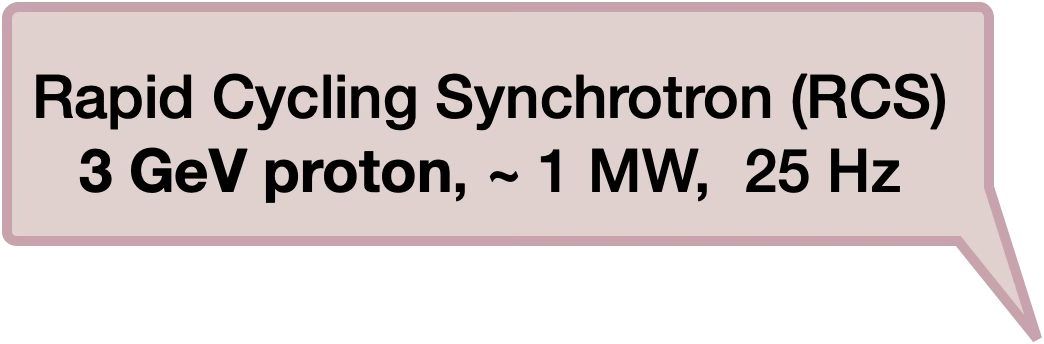 Rapid Cycling Synchrotron (RCS)
3 GeV proton, ~ 1 MW, 25 Hz